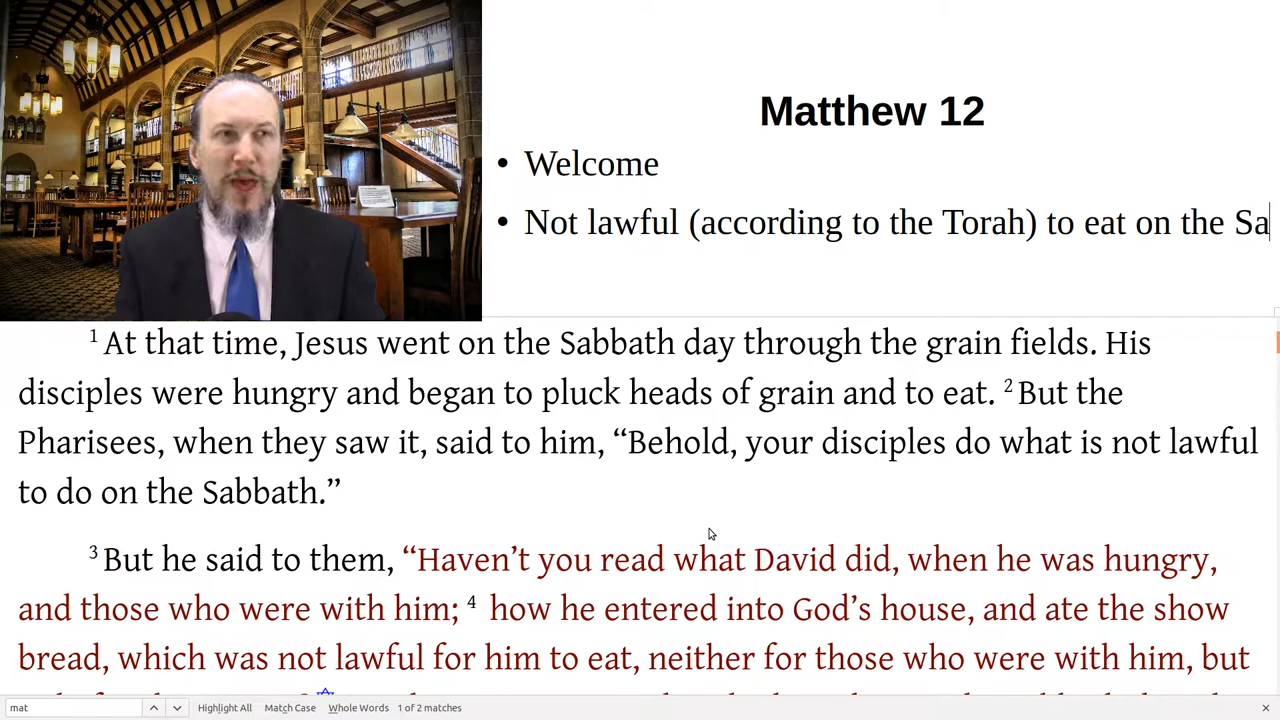 Matthew 12
• Welcome
• Not lawful (according to the Torah) to eat on the Sa
1 At that time, Jesus went on the Sabbath day through the grain fields. His
disciples were hungry and began to pluck heads of grain and to eat. 2 But the
Pharisees, when they saw it, said to him, “Behold, your disciples do what is not lawful
to do on the Sabbath.”
3 But he said to them, “Haven’t you read what David did, when he was hungry,
and those who were with him; 4 how he entered into God’s house, and ate the show
bread, which was not lawful for him to eat, neither for those who were with him, but
mat
Highlight All Match Case Whole Words 1 of 2 matches